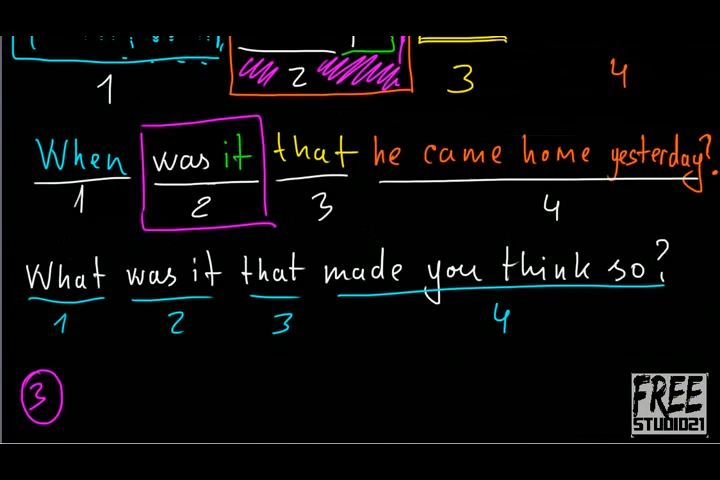 1 2 3 4
When was it that he came home yesterday?
1 2 3 4
What was it that made you think so?
1 2 3 4
3
FREE
STUDIO21